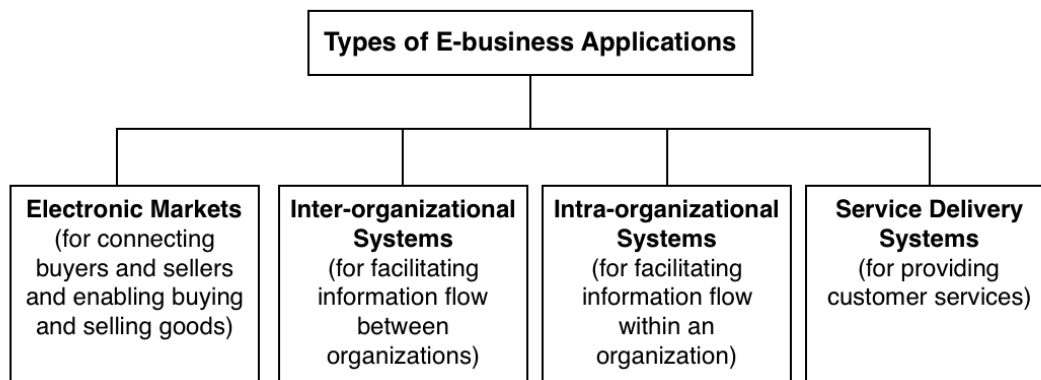 Types of E-business Applications
Electronic Markets
(for connecting
buyers and sellers
and enabling buying
and selling goods)
Inter-organizational
Systems
(for facilitating
information flow
between
organizations)
Intra-organizational
Systems
(for facilitating
information flow
within an
organization)
Service Delivery
Systems
(for providing
customer services)